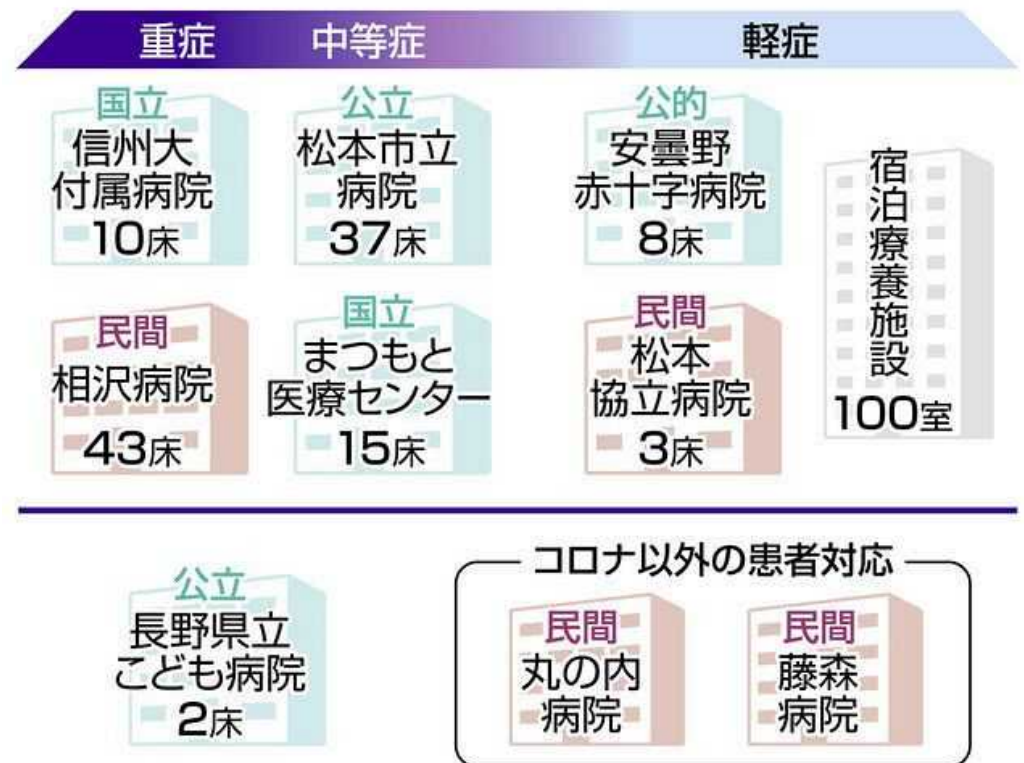 重症 中等症 軽症
国立
信州大
付属病院
10床
公立
松本市立
病院
37床
公的
安曇野
赤十字病院
8床
宿泊療養施設
100室
民間
相沢病院
43床
国立
まつもと
医療センター
15床
民間
松本
協立病院
3床
公立
長野県立
こども病院
2床
コロナ以外の患者対応
民間
丸の内
病院
民間
藤森
病院